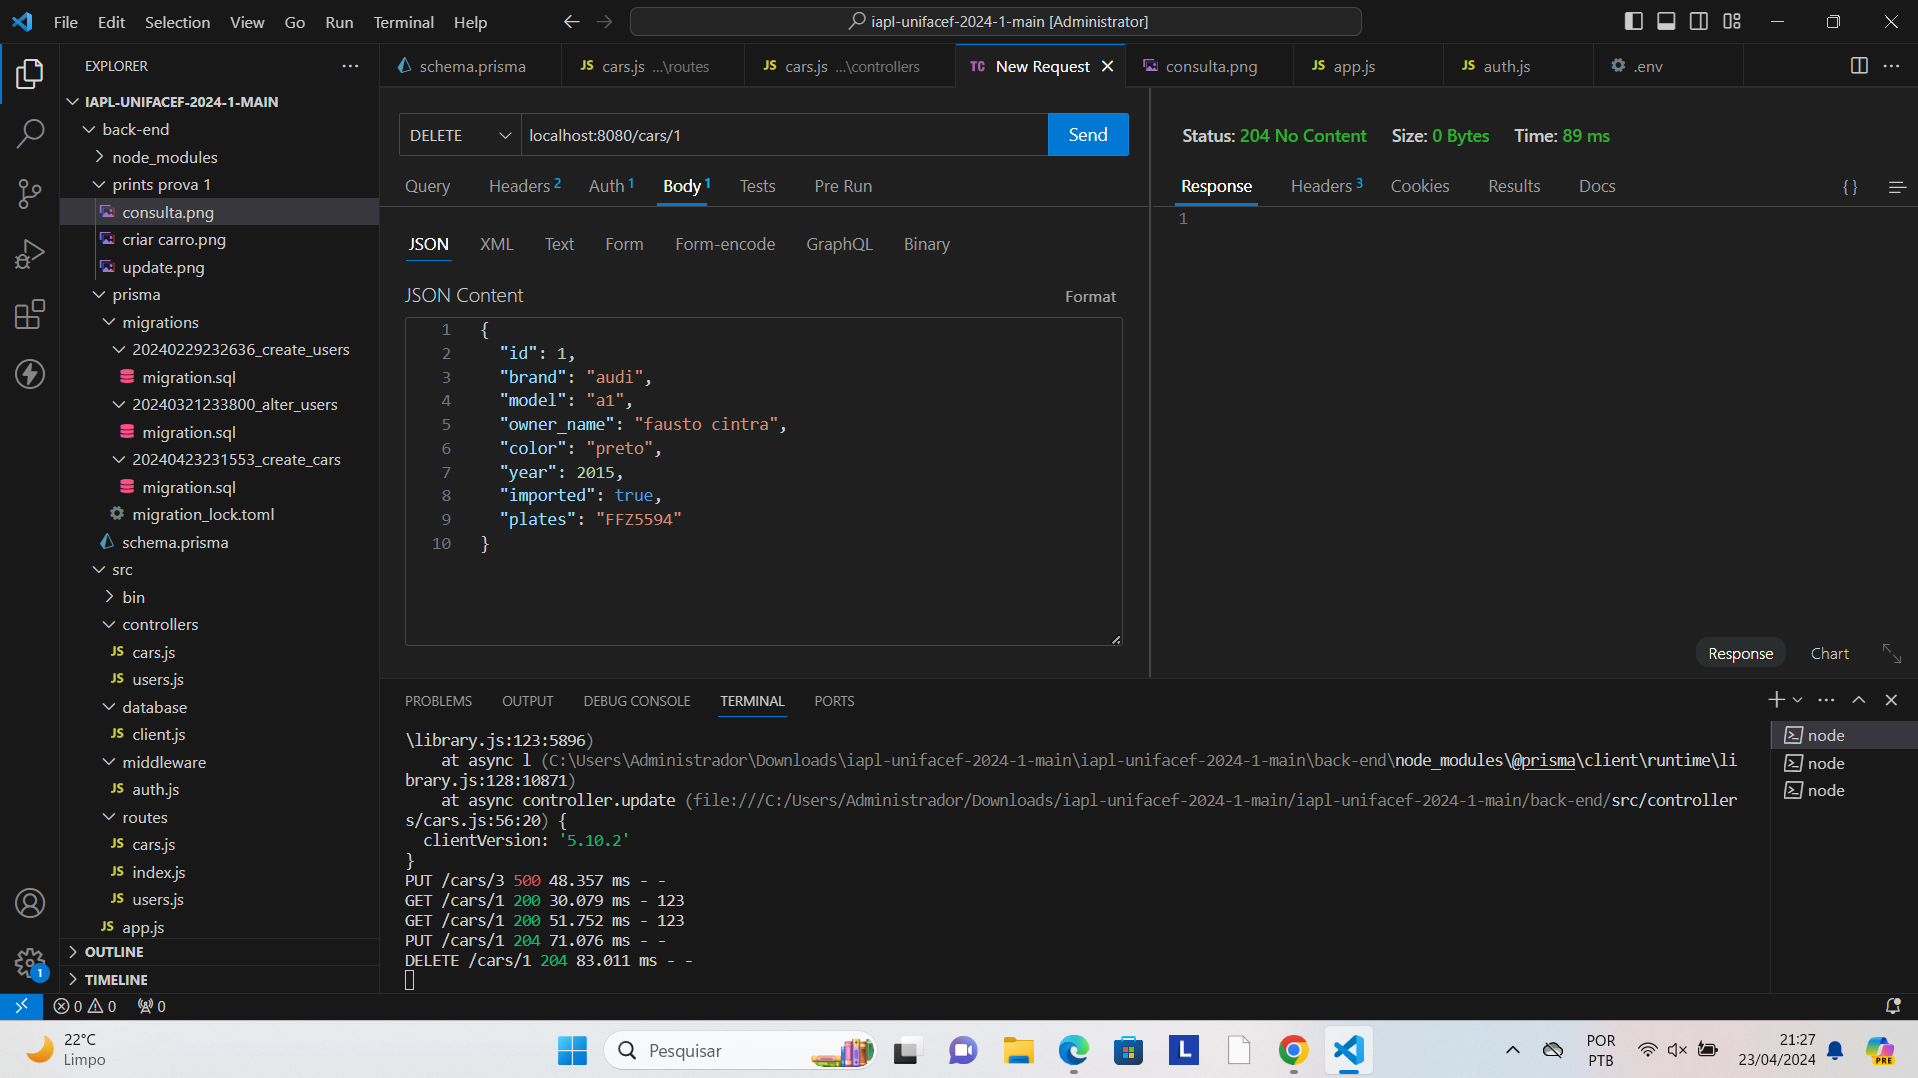 File Edit Selection View Go Run Terminal Help
iapl-unifacef-2024-1-main [Administrator]
EXPLORER
IAPL-UNIFACEF-2024-1-MAIN
back-end
node_modules
prints prova 1
consulta.png
criar carro.png
update.png
prisma
migrations
20240229232636_create_users
migration.sql
20240321233800_alter_users
migration.sql
20240423231553_create_cars
migration.sql
migration_lock.toml
schema.prisma
src
bin
controllers
JS cars.js
JS users.js
database
JS client.js
middleware
JS auth.js
routes
JS cars.js
JS index.js
JS users.js
JS app.js
OUTLINE
TIMELINE
schema.prisma
JS cars.js ...\routes
JS cars.js ...\controllers
TC New Request
consulta.png
JS app.js
JS auth.js
.env
DELETE localhost:8080/cars/1 Send
Query Headers 2 Auth 1 Body 1 Tests Pre Run
JSON XML Text Form Form-encode GraphQL Binary
JSON Content Format
1 {
2 "id": 1,
3 "brand": "audi",
4 "model": "a1",
5 "owner_name": "fausto cintra",
6 "color": "preto",
7 "year": 2015,
8 "imported": true,
9 "plates": "FFZ5594"
10 }
Status: 204 No Content Size: 0 Bytes Time: 89 ms
Response Headers 3 Cookies Results Docs {}
1
Response Chart
PROBLEMS OUTPUT DEBUG CONSOLE TERMINAL PORTS
\library.js:123:5896)
at async l (C:\Users\Administrador\Downloads\iapl-unifacef-2024-1-main\iapl-unifacef-2024-1-main\back-end\node_modules\@prisma\client\runtime\li
brary.js:128:10871)
at async controller.update (file:///C:/Users/Administrador/Downloads/iapl-unifacef-2024-1-main/iapl-unifacef-2024-1-main/back-end/src/controller
s/cars.js:56:20) {
clientVersion: '5.10.2'
}
PUT /cars/3 500 48.357 ms - -
GET /cars/1 200 30.079 ms - 123
GET /cars/1 200 51.752 ms - 123
PUT /cars/1 204 71.076 ms - -
DELETE /cars/1 204 83.011 ms - -
node
node
node
1
0 0 0
22°C
Limpo
Pesquisar
L
POR
PTB
21:27
23/04/2024
PRE